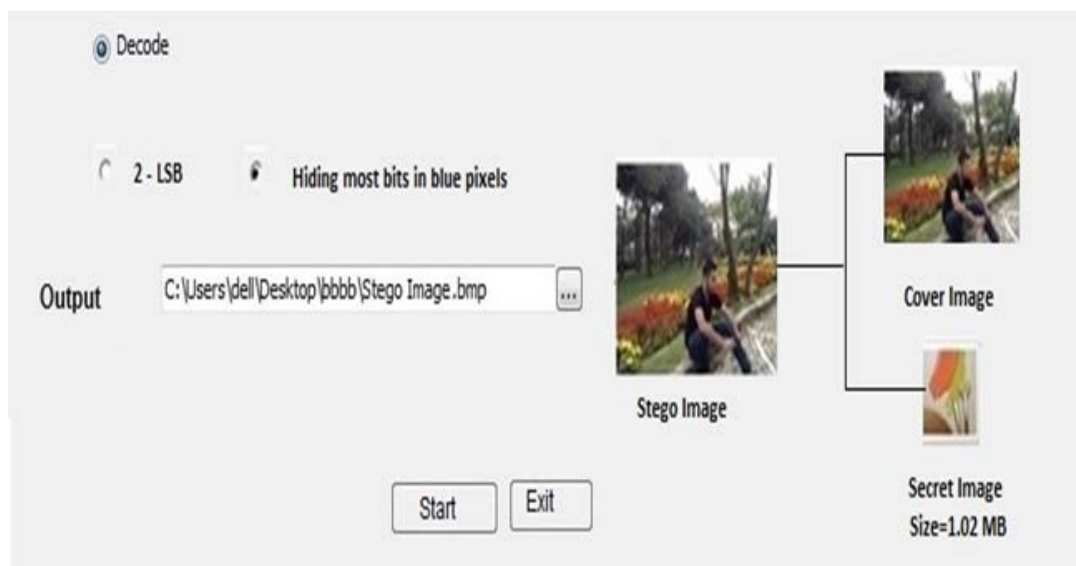 Decode
2 - LSB
Hiding most bits in blue pixels
Output
C:\Users\dell\Desktop\bbbb\Stego Image.bmp
...
Stego Image
Cover Image
Secret Image
Size=1.02 MB
Start
Exit